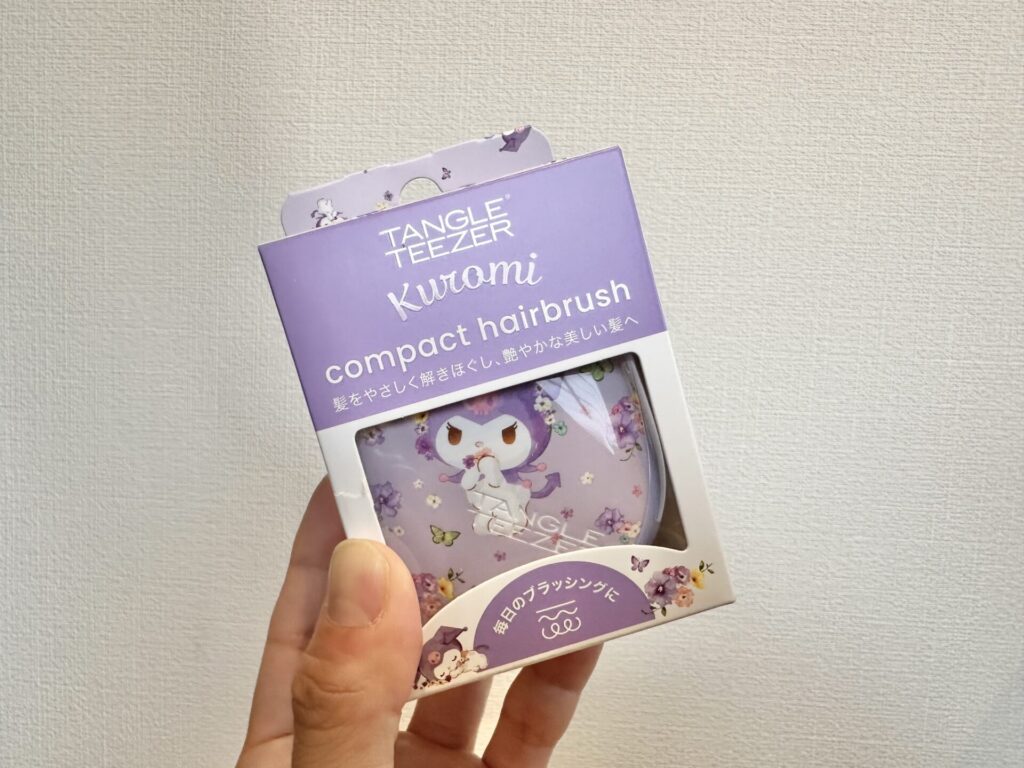 TANGLE
TEEZER®
Kuromi
compact hairbrush
髪をやさしく解きほぐし、艶やかな美しい髪へ
TANGLE
TEEZER
毎日のブラッシングに